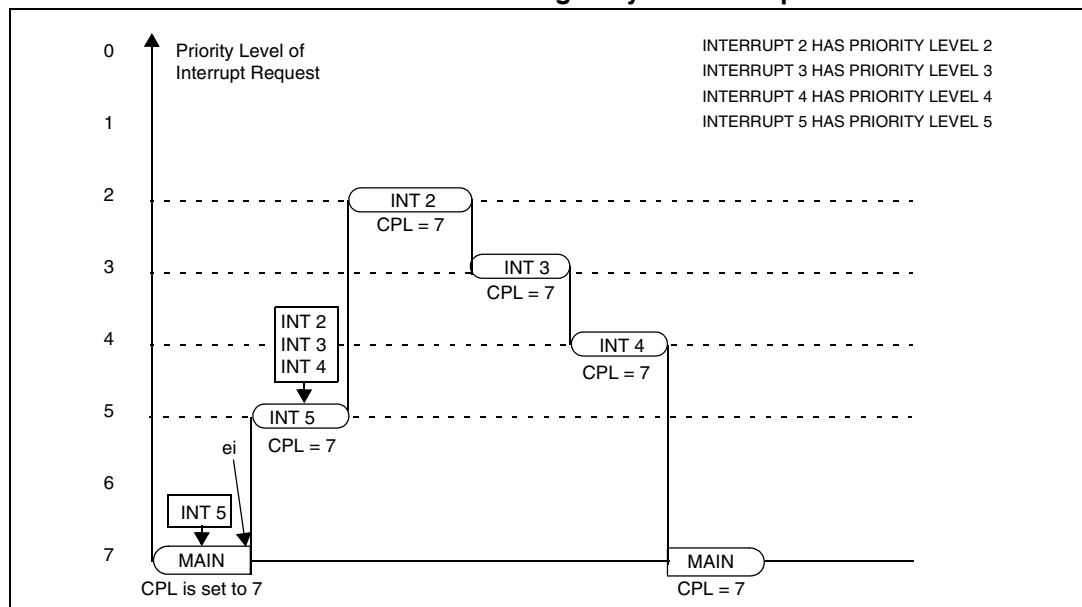 0
Priority Level of
Interrupt Request
INTERRUPT 2 HAS PRIORITY LEVEL 2
INTERRUPT 3 HAS PRIORITY LEVEL 3
INTERRUPT 4 HAS PRIORITY LEVEL 4
INTERRUPT 5 HAS PRIORITY LEVEL 5
1
2
INT 2
CPL = 7
3
INT 3
CPL = 7
INT 2
INT 3
INT 4
4
INT 4
CPL = 7
5
INT 5
CPL = 7
ei
6
INT 5
7
MAIN
CPL is set to 7
MAIN
CPL = 7